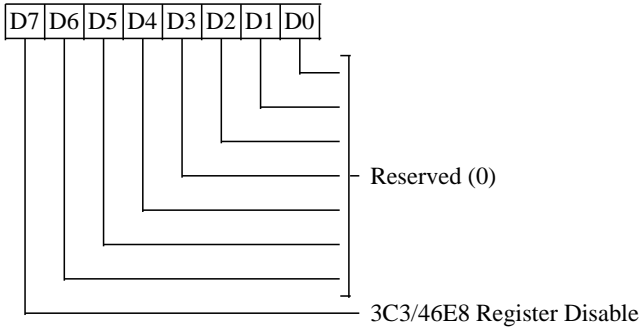 D7 D6 D5 D4 D3 D2 D1 D0
Reserved (0)
3C3/46E8 Register Disable